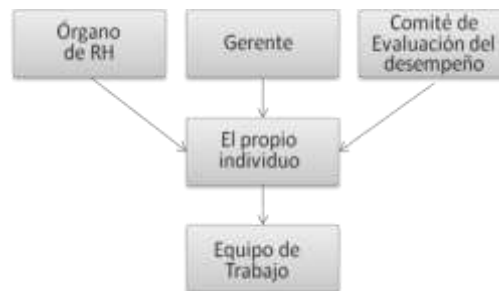 Órgano
de RH
Gerente
Comité de
Evaluación del
desempeño
El propio
individuo
Equipo de
Trabajo